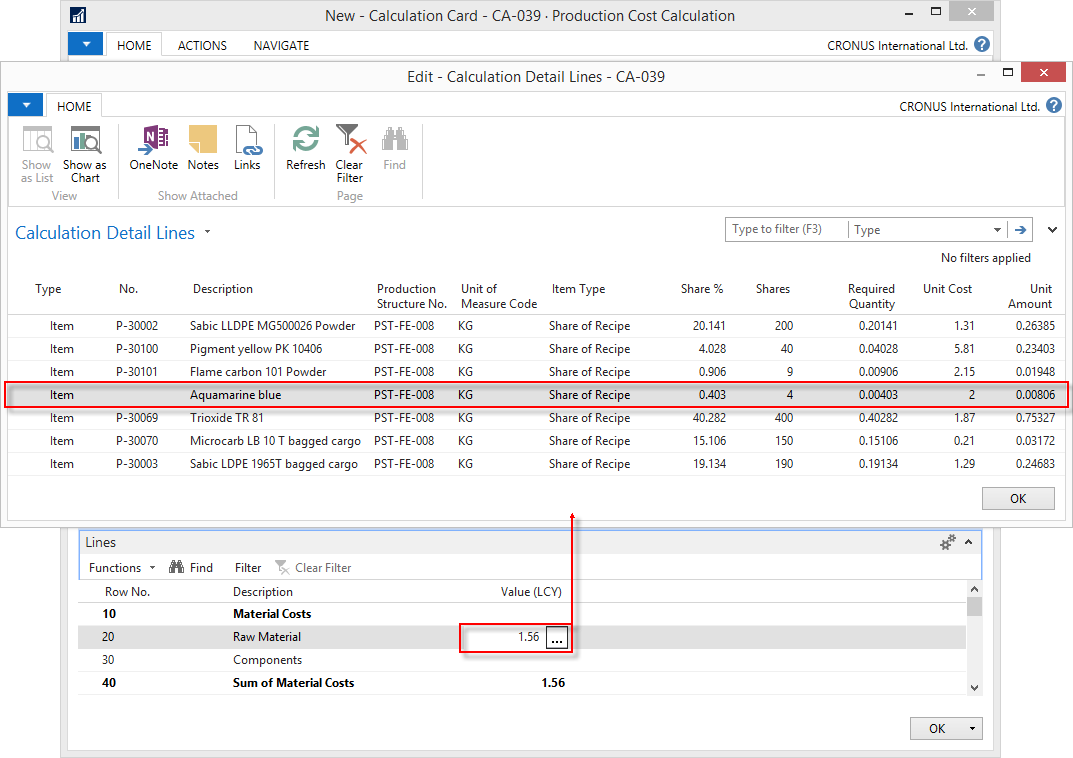 New - Calculation Card - CA-039 · Production Cost Calculation
HOME ACTIONS NAVIGATE CRONUS International Ltd. ?
Edit - Calculation Detail Lines - CA-039
HOME CRONUS International Ltd. ?
Show as List
Show as Chart
OneNote
Notes
Links
Refresh
Clear Filter
Find
View Show Attached Page
Calculation Detail Lines Type to filter (F3) Type
No filters applied
Type No. Description Production Structure No. Unit of Measure Code Item Type Share % Shares Required Quantity Unit Cost Unit Amount
Item P-30002 Sabic LLDPE MG500026 Powder PST-FE-008 KG Share of Recipe 20.141 200 0.20141 1.31 0.26385
Item P-30100 Pigment yellow PK 10406 PST-FE-008 KG Share of Recipe 4.028 40 0.04028 5.81 0.23403
Item P-30101 Flame carbon 101 Powder PST-FE-008 KG Share of Recipe 0.906 9 0.00906 2.15 0.01948
Item Aquamarine blue PST-FE-008 KG Share of Recipe 0.403 4 0.00403 2 0.00806
Item P-30069 Trioxide TR 81 PST-FE-008 KG Share of Recipe 40.282 400 0.40282 1.87 0.75327
Item P-30070 Microcarb LB 10 T bagged cargo PST-FE-008 KG Share of Recipe 15.106 150 0.15106 0.21 0.03172
Item P-30003 Sabic LDPE 1965T bagged cargo PST-FE-008 KG Share of Recipe 19.134 190 0.19134 1.29 0.24683
OK
Lines
Functions Find Filter Clear Filter
Row No. Description Value (LCY)
10 Material Costs
20 Raw Material 1.56 ...
30 Components
40 Sum of Material Costs 1.56
OK